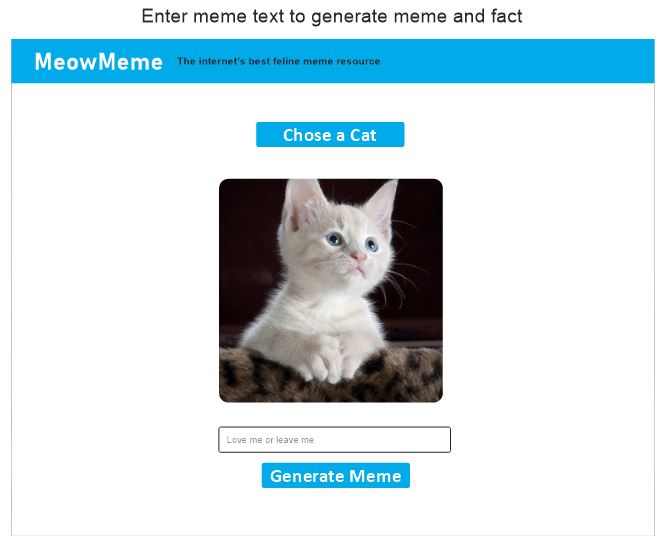 Enter meme text to generate meme and fact
MeowMeme The internet's best feline meme resource
Chose a Cat
Love me or leave me
Generate Meme